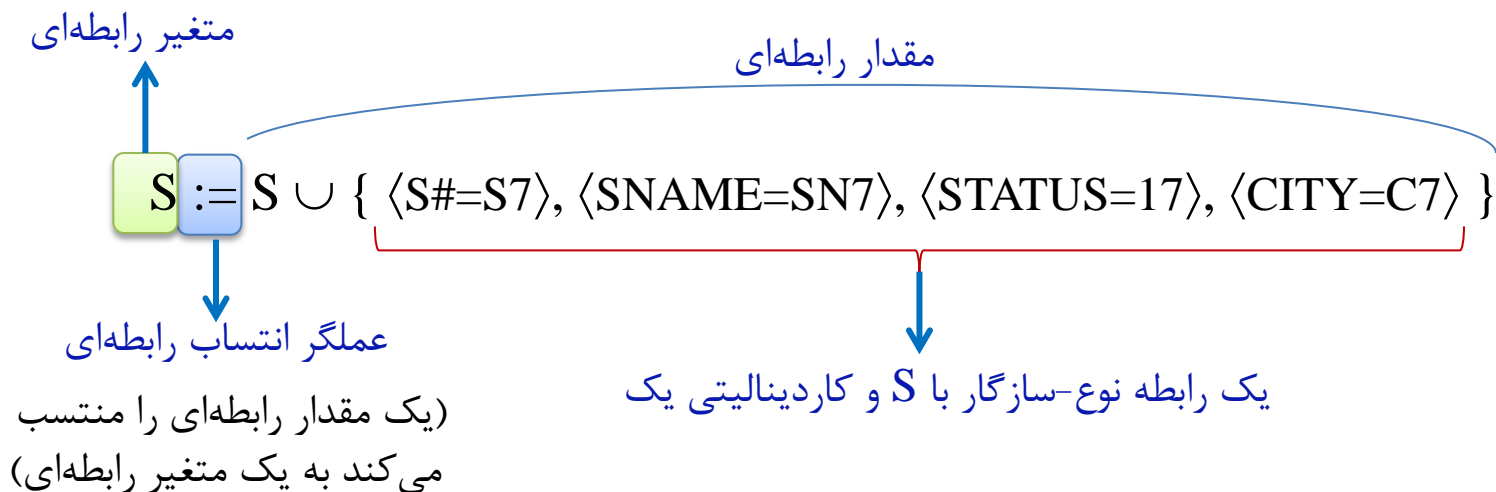 متغیر رابطه‌ای
مقدار رابطه‌ای
S := S ∪ { ⟨S#=S7⟩, ⟨SNAME=SN7⟩, ⟨STATUS=17⟩, ⟨CITY=C7⟩ }
عملگر انتساب رابطه‌ای
(یک مقدار رابطه‌ای را منتسب
می‌کند به یک متغیر رابطه‌ای)
یک رابطه نوع-سازگار با S و کاردینالیتی یک